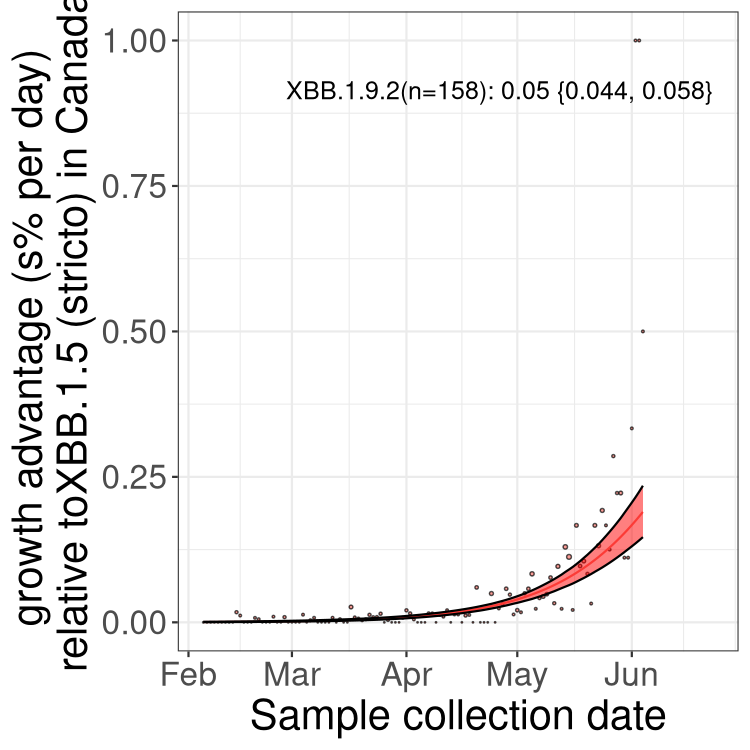 growth advantage (s% per day)
relative toXBB.1.5 (stricto) in Canada
1.00
0.75
0.50
0.25
0.00
XBB.1.9.2(n=158): 0.05 {0.044, 0.058}
Feb Mar Apr May Jun
Sample collection date